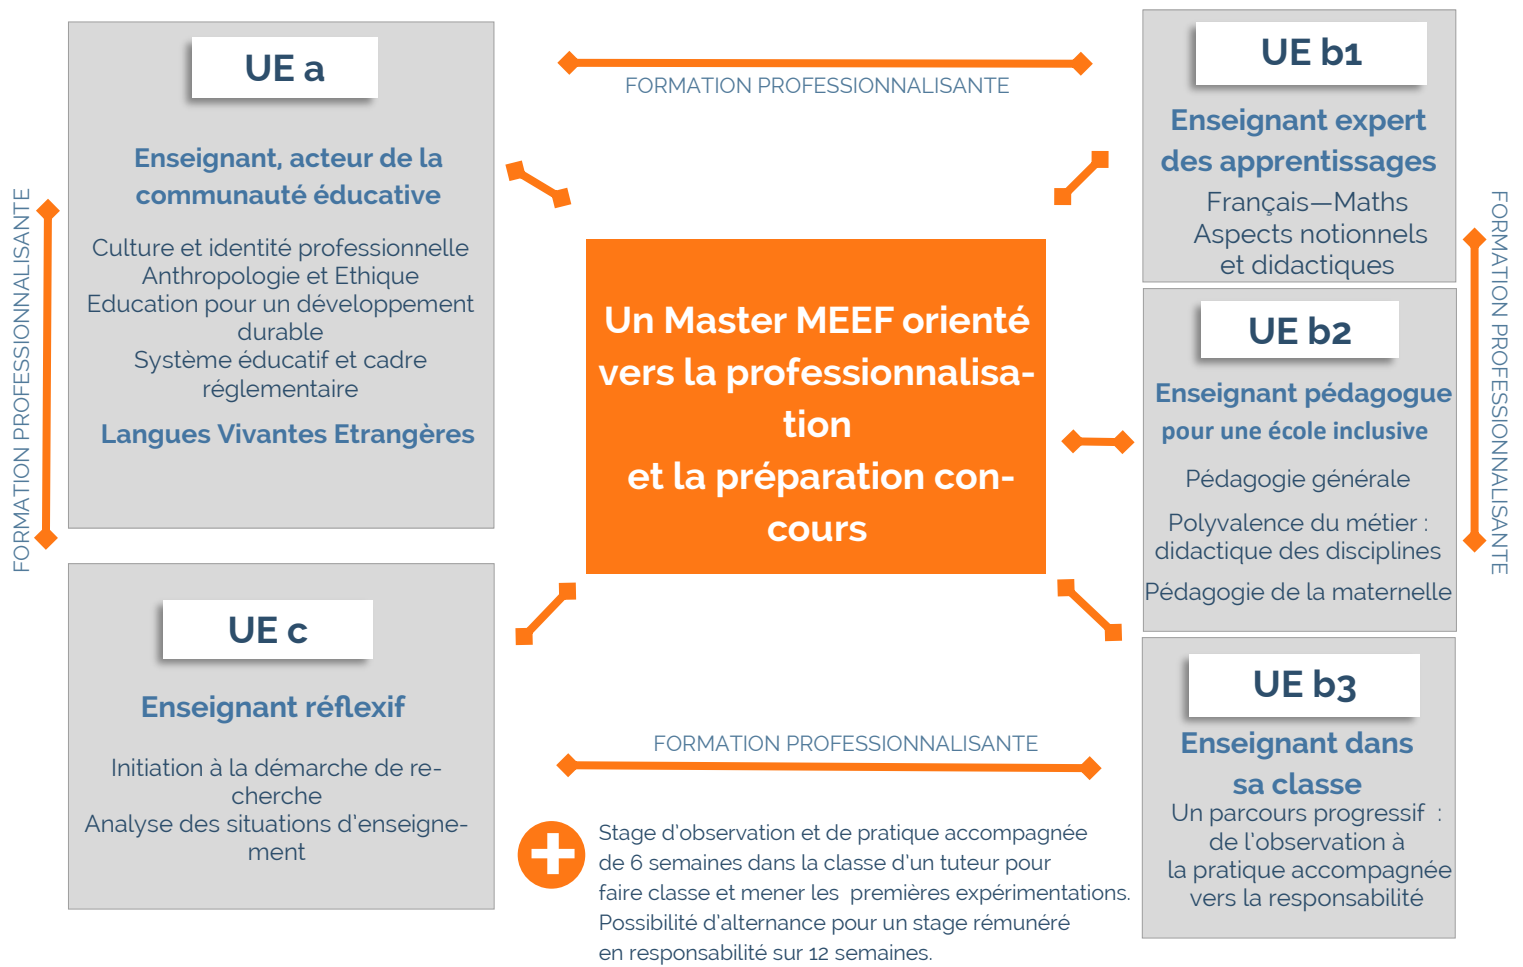 UE a
Enseignant, acteur de la
communauté éducative
Culture et identité professionnelle
Anthropologie et Ethique
Education pour un développement
durable
Système éducatif et cadre
réglementaire
Langues Vivantes Etrangères
FORMATION PROFESSIONNALISANTE
FORMATION PROFESSIONNALISANTE
UE b1
Enseignant expert
des apprentissages
Français—Maths
Aspects notionnels
et didactiques
Un Master MEEF orienté
vers la professionnalisa-
tion
et la préparation con-
cours
UE b2
Enseignant pédagogue
pour une école inclusive
Pédagogie générale
Polyvalence du métier :
didactique des disciplines
Pédagogie de la maternelle
FORMATION PROFESSIONNALISANTE
UE c
Enseignant réflexif
Initiation à la démarche de re-
cherche
Analyse des situations d'enseigne-
ment
FORMATION PROFESSIONNALISANTE
Stage d'observation et de pratique accompagnée
de 6 semaines dans la classe d'un tuteur pour
faire classe et mener les premières expérimentations.
Possibilité d'alternance pour un stage rémunéré
en responsabilité sur 12 semaines.
UE b3
Enseignant dans
sa classe
Un parcours progressif :
de l'observation à
la pratique accompagnée
vers la responsabilité